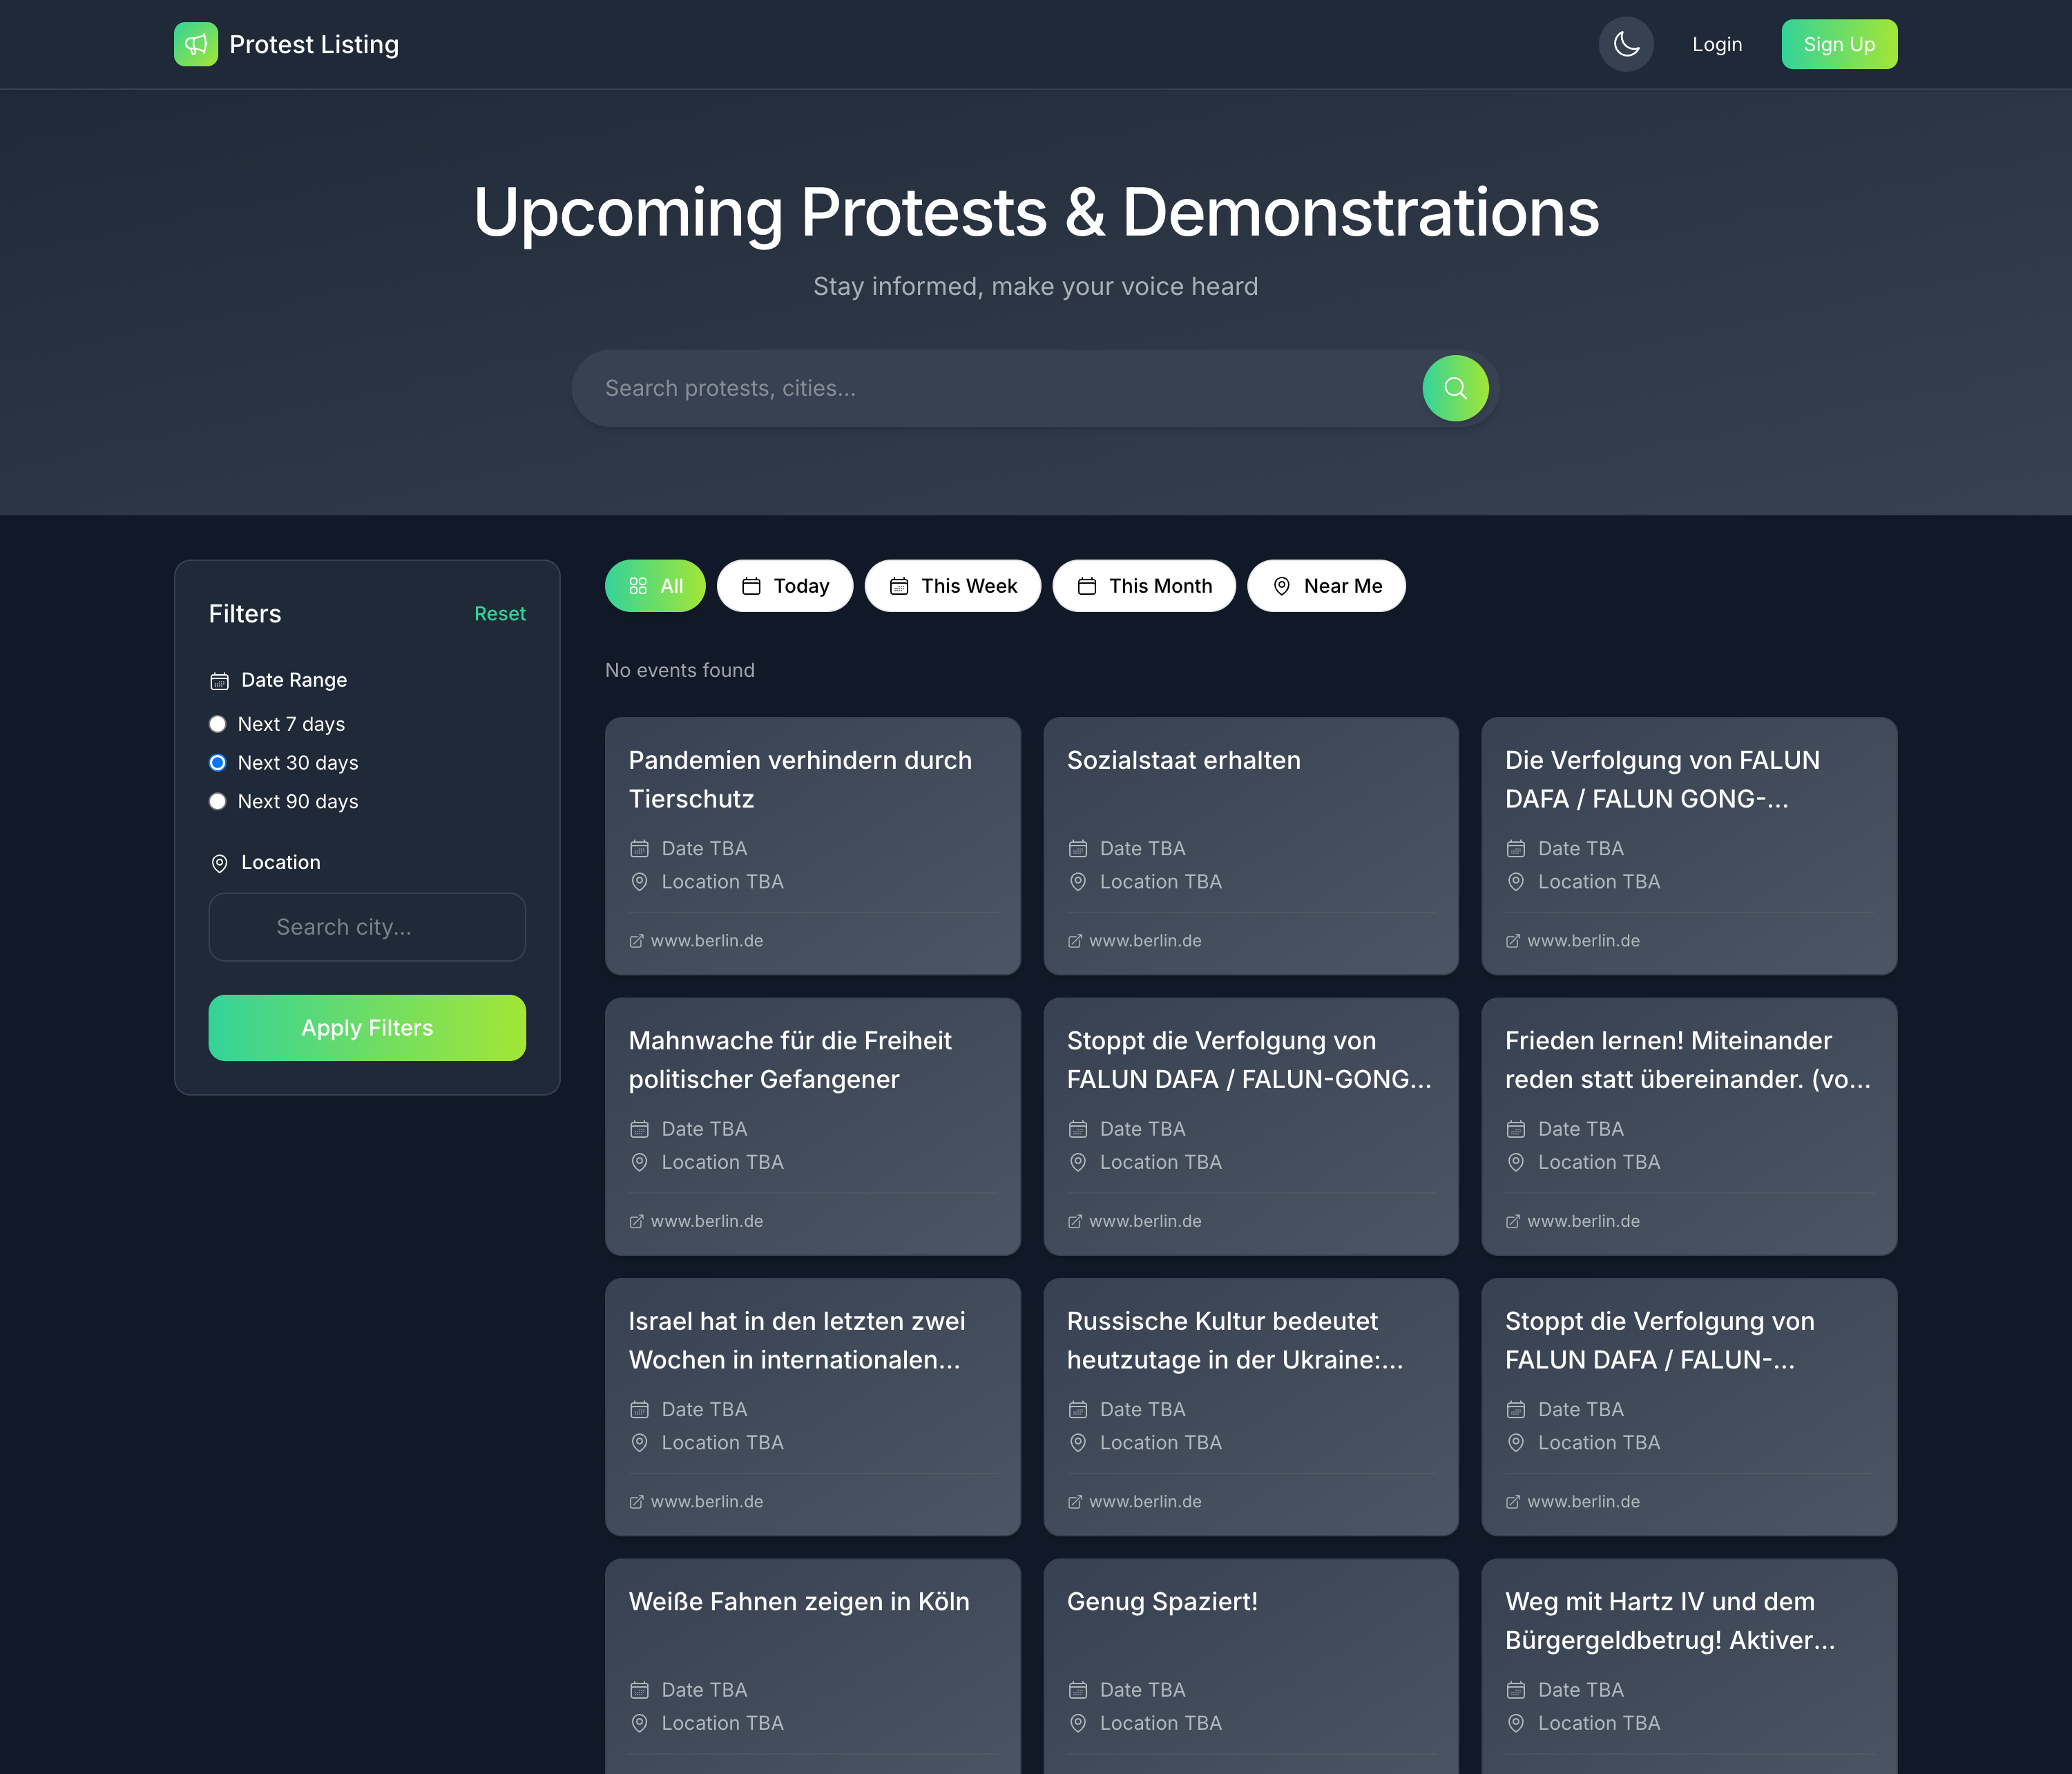 Protest Listing
Login
Sign Up
Upcoming Protests & Demonstrations
Stay informed, make your voice heard
Search protests, cities...
Filters
Reset
Date Range
Next 7 days
Next 30 days
Next 90 days
Location
Search city...
Apply Filters
All
Today
This Week
This Month
Near Me
No events found
Pandemien verhindern durch
Tierschutz
Date TBA
Location TBA
www.berlin.de
Sozialstaat erhalten
Date TBA
Location TBA
www.berlin.de
Die Verfolgung von FALUN
DAFA / FALUN GONG-...
Date TBA
Location TBA
www.berlin.de
Mahnwache für die Freiheit
politischer Gefangener
Date TBA
Location TBA
www.berlin.de
Stoppt die Verfolgung von
FALUN DAFA / FALUN-GONG...
Date TBA
Location TBA
www.berlin.de
Frieden lernen! Miteinander
reden statt übereinander. (vo...
Date TBA
Location TBA
www.berlin.de
Israel hat in den letzten zwei
Wochen in internationalen...
Date TBA
Location TBA
www.berlin.de
Russische Kultur bedeutet
heutzutage in der Ukraine:...
Date TBA
Location TBA
www.berlin.de
Stoppt die Verfolgung von
FALUN DAFA / FALUN-...
Date TBA
Location TBA
www.berlin.de
Weiße Fahnen zeigen in Köln
Date TBA
Location TBA
Genug Spaziert!
Date TBA
Location TBA
Weg mit Hartz IV und dem
Bürgergeldbetrug! Aktiver...
Date TBA
Location TBA